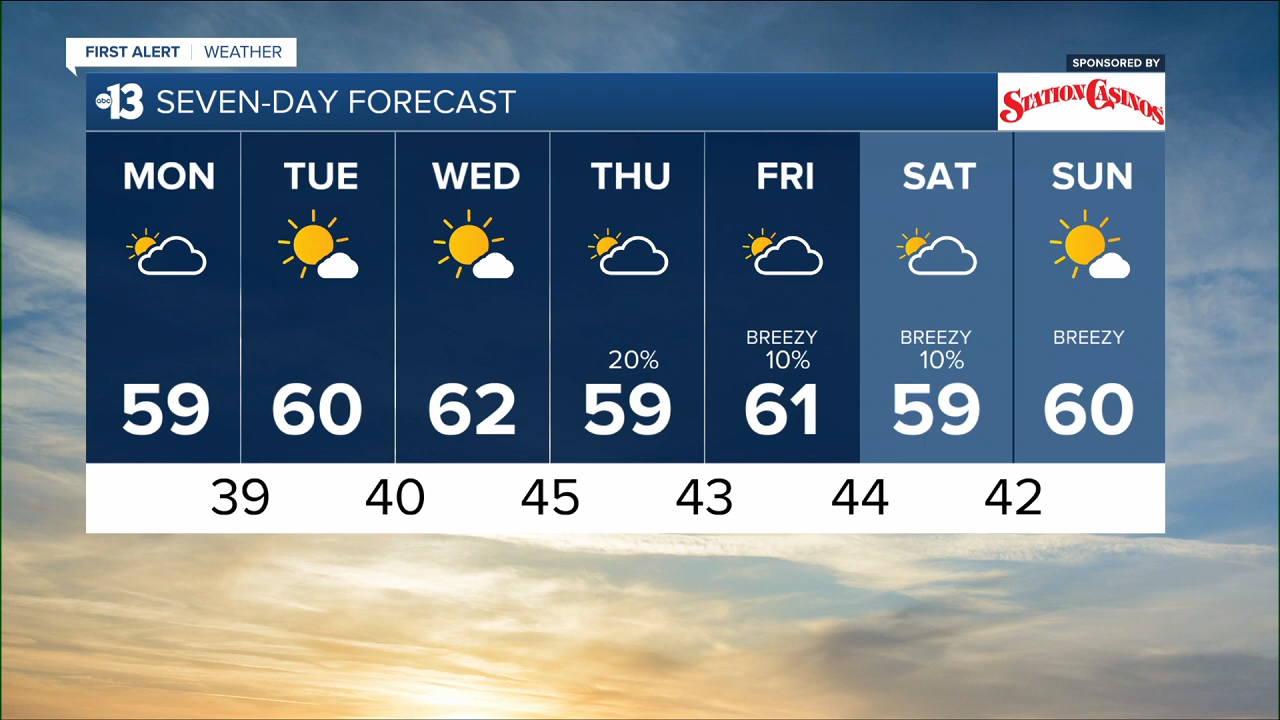 FIRST ALERT | WEATHER
SPONSORED BY
abc 13 SEVEN-DAY FORECAST
STATION CASINOS
MON TUE WED THU FRI SAT SUN
BREEZY BREEZY BREEZY
20% 10% 10%
59 60 62 59 61 59 60
39 40 45 43 44 42